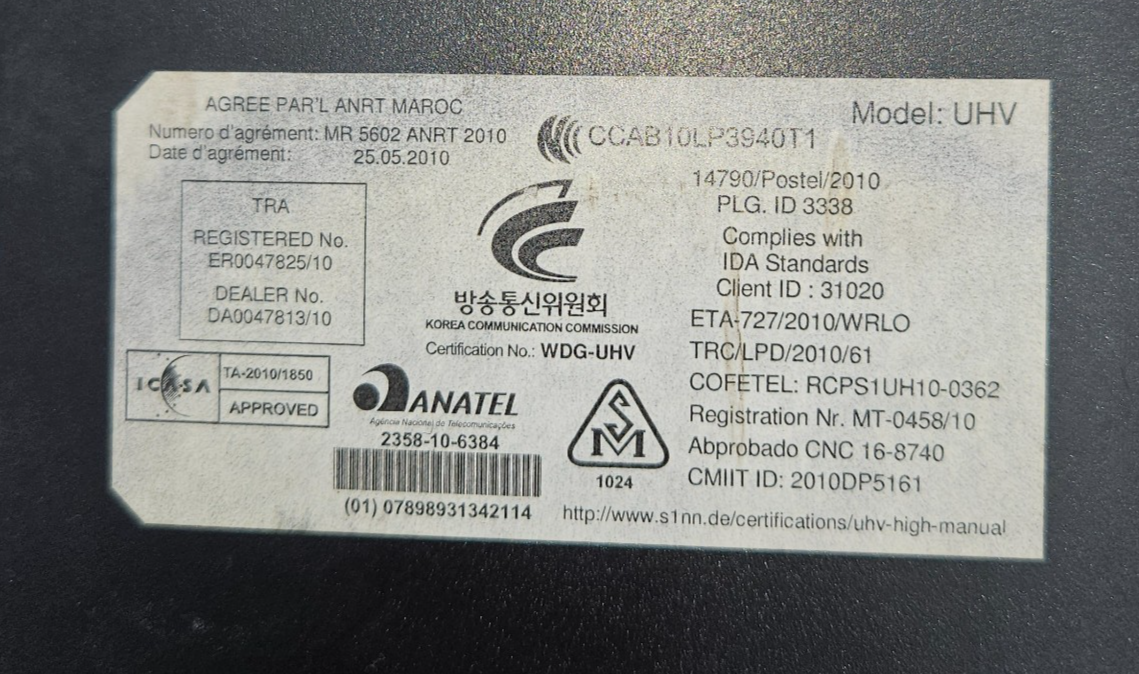 AGREE PAR'L ANRT MAROC
Numero d'agrément: MR 5602 ANRT 2010
Date d'agrément: 25.05.2010
CCAB10LP3940T1
Model: UHV
TRA
REGISTERED No.
ER0047825/10
DEALER No.
DA0047813/10
ICASA
TA-2010/1850
APPROVED
방송통신위원회
KOREA COMMUNICATION COMMISSION
Certification No.: WDG-UHV
ANATEL
Agência Nacional de Telecomunicações
2358-10-6384
(01) 07898931342114
SM
1024
14790/Postel/2010
PLG. ID 3338
Complies with
IDA Standards
Client ID : 31020
ETA-727/2010/WRLO
TRC/LPD/2010/61
COFETEL: RCPS1UH10-0362
Registration Nr. MT-0458/10
Abprobado CNC 16-8740
CMIIT ID: 2010DP5161
http://www.s1nn.de/certifications/uhv-high-manual